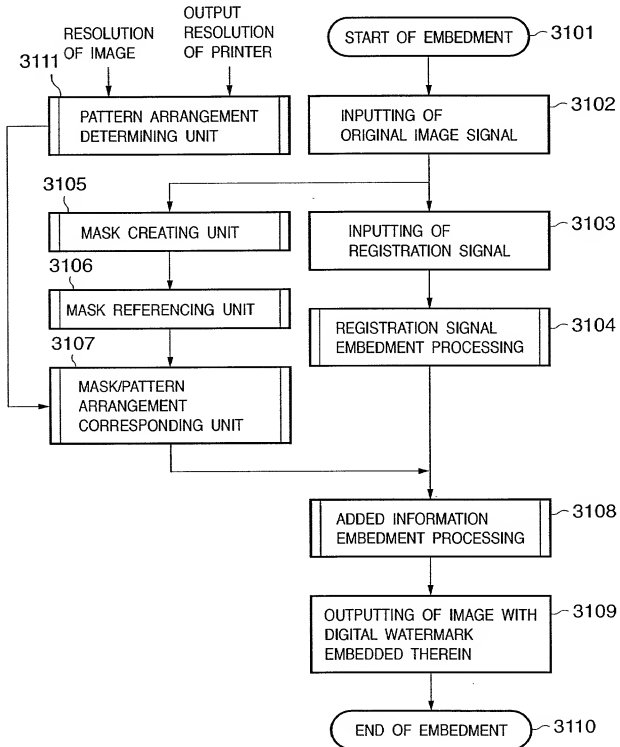 RESOLUTION
OF IMAGE
OUTPUT
RESOLUTION
OF PRINTER
START OF EMBEDMENT
3101
3111
PATTERN ARRANGEMENT
DETERMINING UNIT
INPUTTING OF
ORIGINAL IMAGE SIGNAL
3102
3105
MASK CREATING UNIT
INPUTTING OF
REGISTRATION SIGNAL
3103
3106
MASK REFERENCING UNIT
REGISTRATION SIGNAL
EMBEDMENT PROCESSING
3104
3107
MASK/PATTERN
ARRANGEMENT
CORRESPONDING UNIT
ADDED INFORMATION
EMBEDMENT PROCESSING
3108
OUTPUTTING OF IMAGE WITH
DIGITAL WATERMARK
EMBEDDED THEREIN
3109
END OF EMBEDMENT
3110